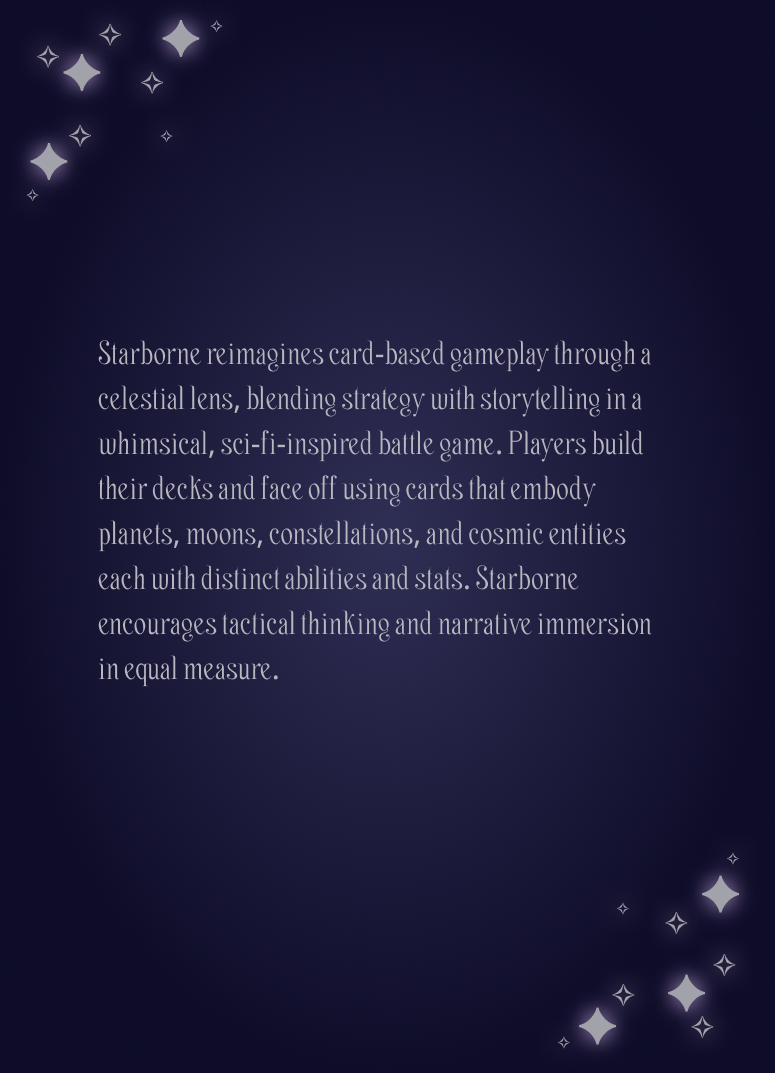 Starborne reimagines card-based gameplay through a
celestial lens, blending strategy with storytelling in a
whimsical, sci-fi-inspired battle game. Players build
their decks and face off using cards that embody
planets, moons, constellations, and cosmic entities
each with distinct abilities and stats. Starborne
encourages tactical thinking and narrative immersion
in equal measure.